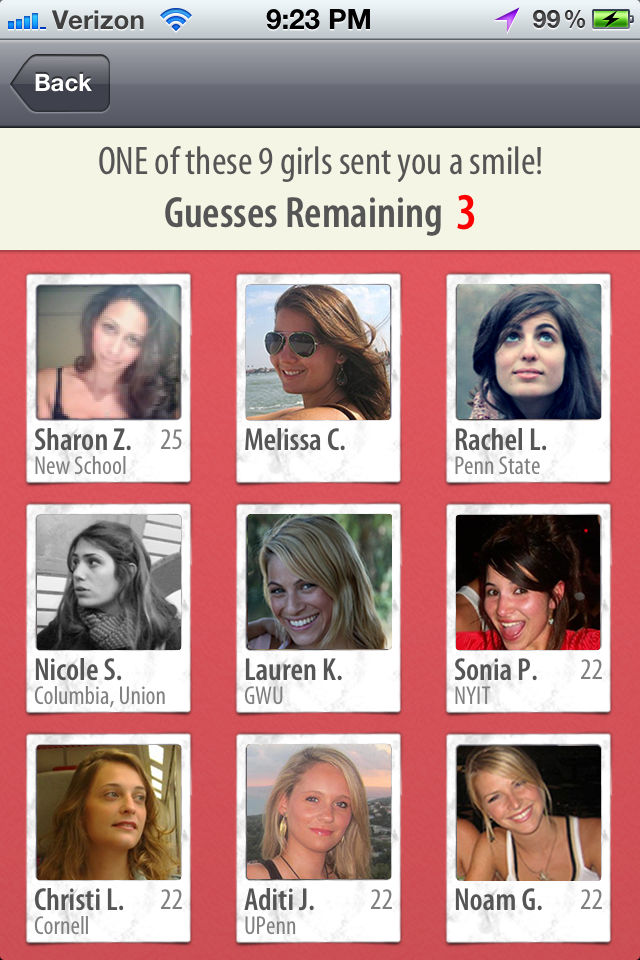 Verizon 9:23 PM 99%
Back
ONE of these 9 girls sent you a smile!
Guesses Remaining 3
Sharon Z. 25
New School
Melissa C.
Rachel L.
Penn State
Nicole S.
Columbia, Union
Lauren K.
GWU
Sonia P. 22
NYIT
Christi L. 22
Cornell
Aditi J. 22
UPenn
Noam G. 22